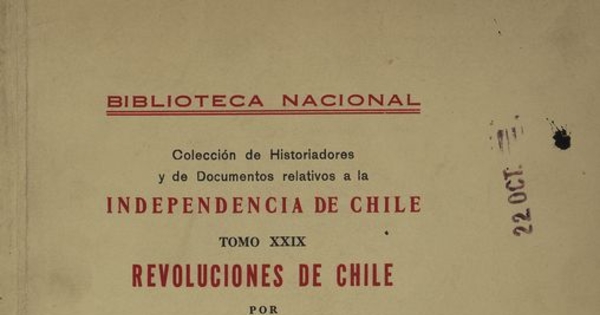 BIBLIOTECA NACIONAL
Colección de Historiadores
y de Documentos relativos a la
INDEPENDENCIA DE CHILE
TOMO XXIX
REVOLUCIONES DE CHILE
POR
22 OCT.